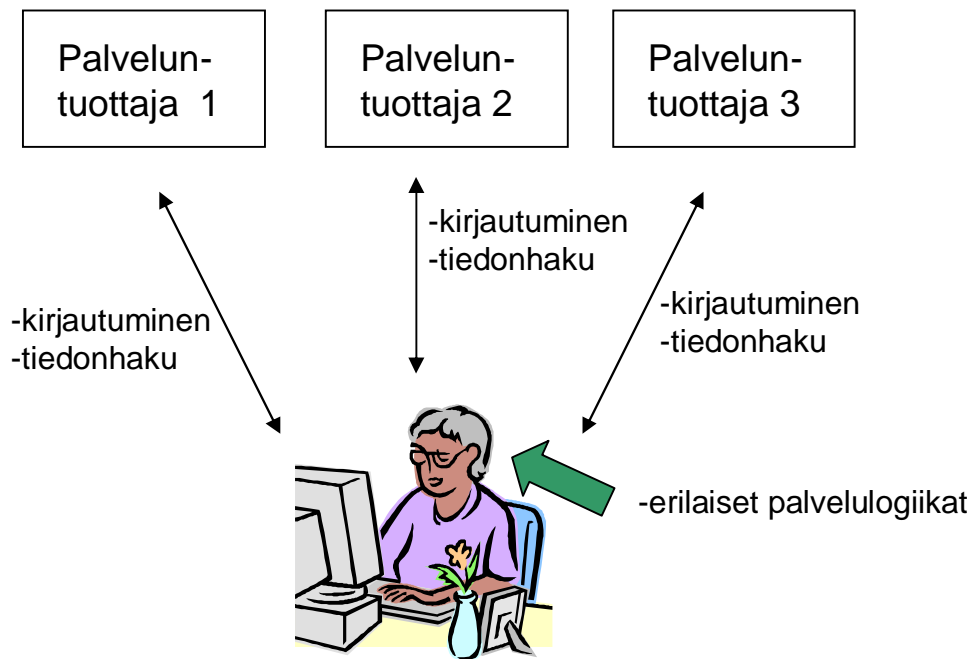 Palvelun-
tuottaja 1
Palvelun-
tuottaja 2
Palvelun-
tuottaja 3
-kirjautuminen
-tiedonhaku
-kirjautuminen
-tiedonhaku
-kirjautuminen
-tiedonhaku
-erilaiset palvelulogiikat